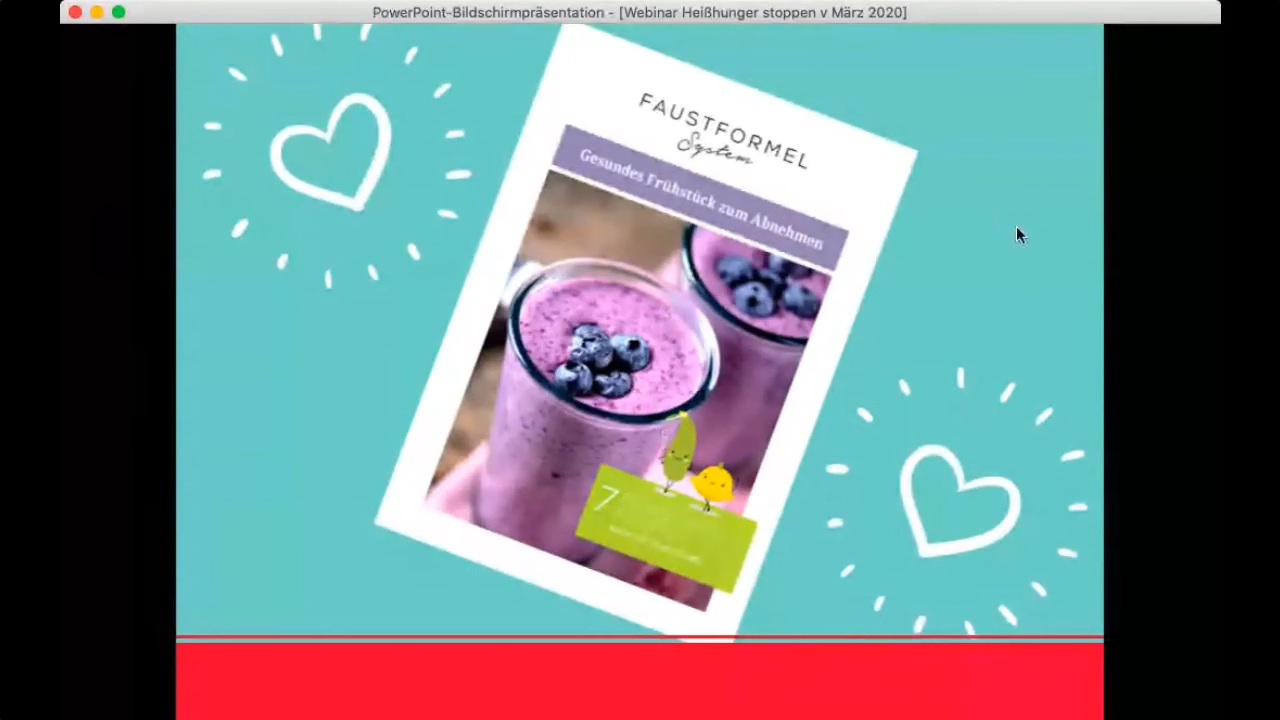 PowerPoint-Bildschirmpräsentation - [Webinar Heißhunger stoppen v März 2020]
FAUSTFORMEL
System
Gesundes Frühstück zum Abnehmen
7